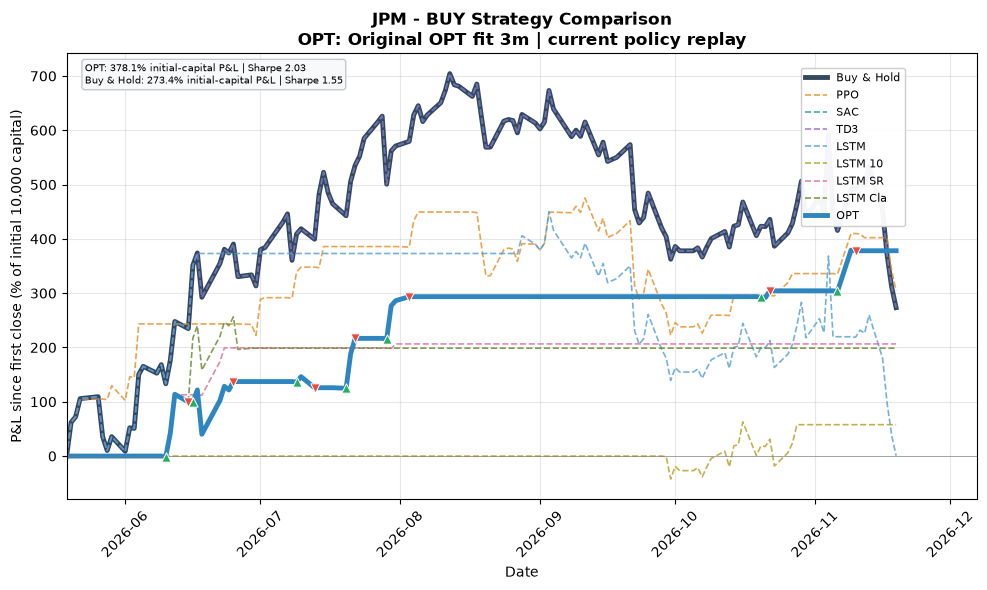 JPM - BUY Strategy Comparison
OPT: Original OPT fit 3m | current policy replay
OPT: 378.1% initial-capital P&L | Sharpe 2.03
Buy & Hold: 273.4% initial-capital P&L | Sharpe 1.55
Buy & Hold
PPO
SAC
TD3
LSTM
LSTM 10
LSTM SR
LSTM Cla
OPT
P&L since first close (% of initial 10,000 capital)
700
600
500
400
300
200
100
0
2026-06
2026-07
2026-08
2026-09
2026-10
2026-11
2026-12
Date